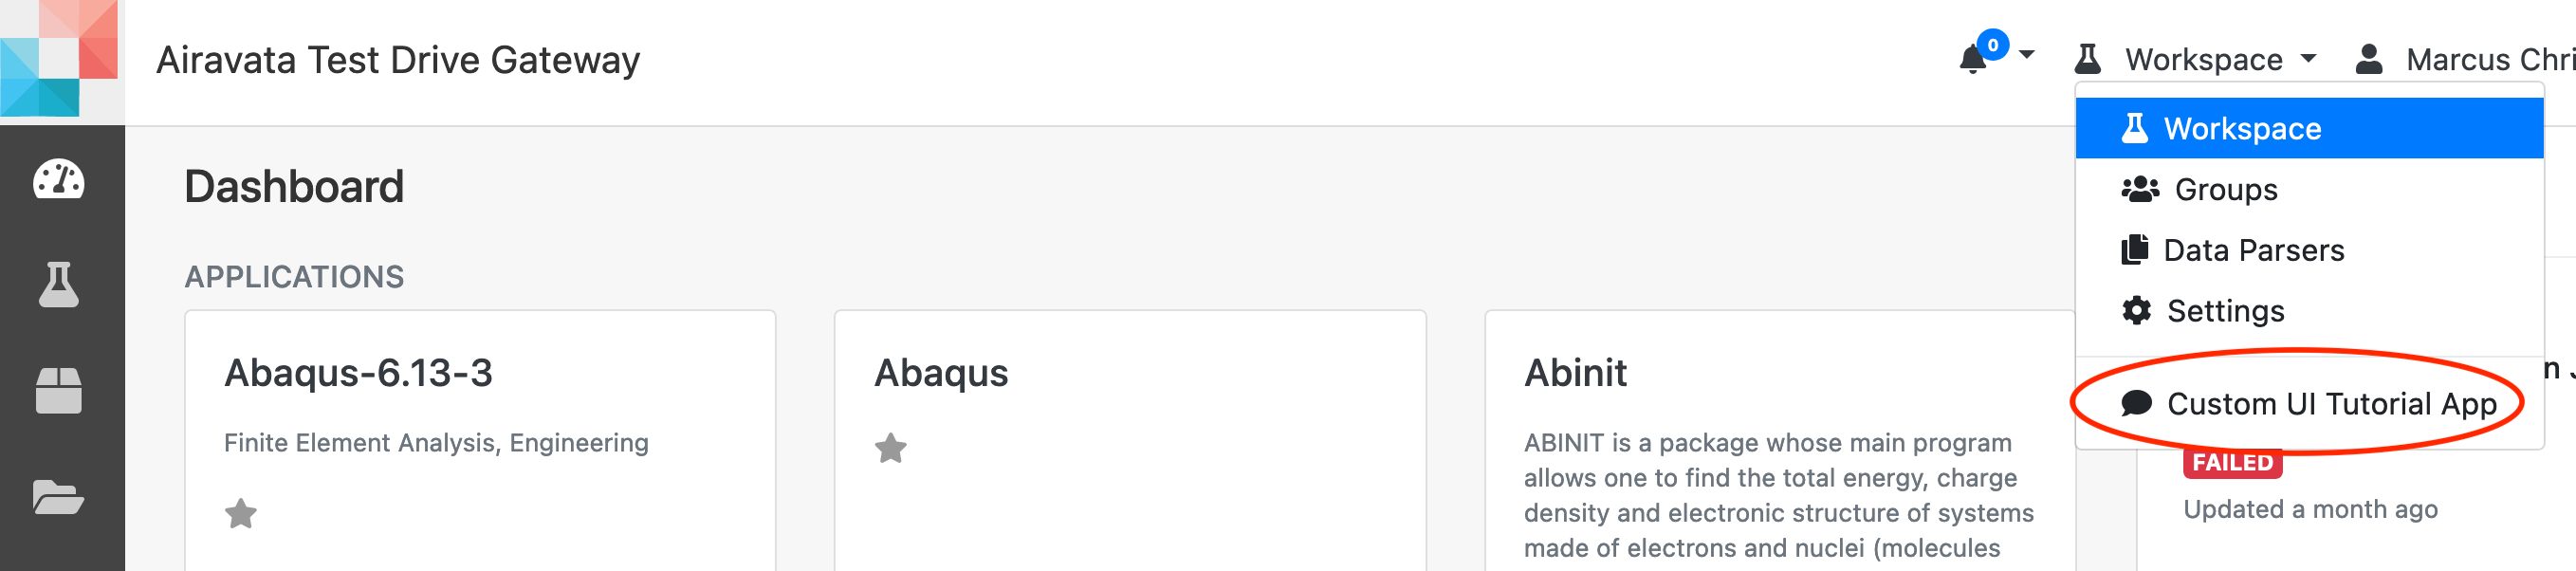 Airavata Test Drive Gateway
0
Workspace
Marcus Chri
Workspace
Groups
Data Parsers
Settings
Custom UI Tutorial App
Dashboard
APPLICATIONS
Abaqus-6.13-3
Finite Element Analysis, Engineering
Abaqus
Abinit
ABINIT is a package whose main program
allows one to find the total energy, charge
density and electronic structure of systems
made of electrons and nuclei (molecules
FAILED
Updated a month ago